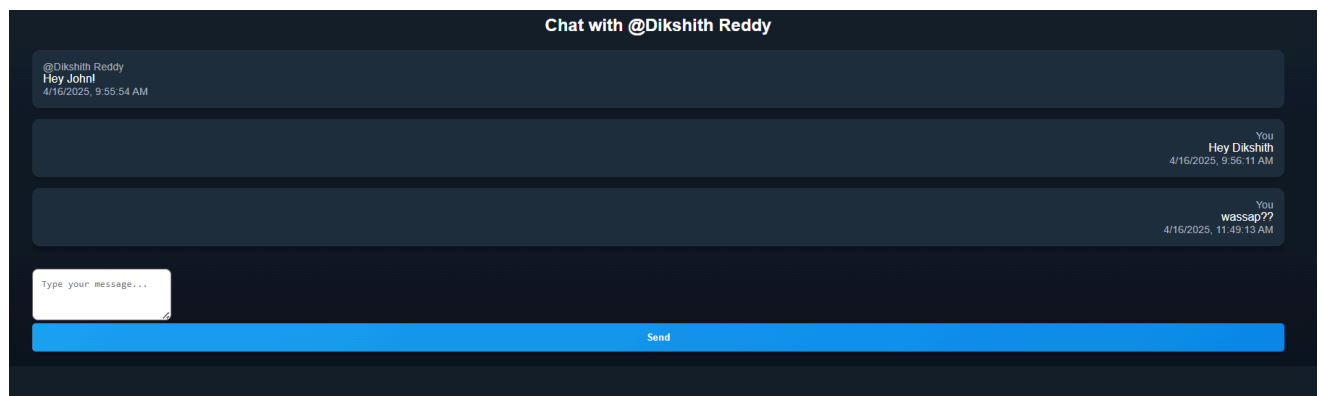 Chat with @Dikshith Reddy
@Dikshith Reddy
Hey John!
4/16/2025, 9:55:54 AM
You
Hey Dikshith
4/16/2025, 9:56:11 AM
You
wassap??
4/16/2025, 11:49:13 AM
Type your message...
Send